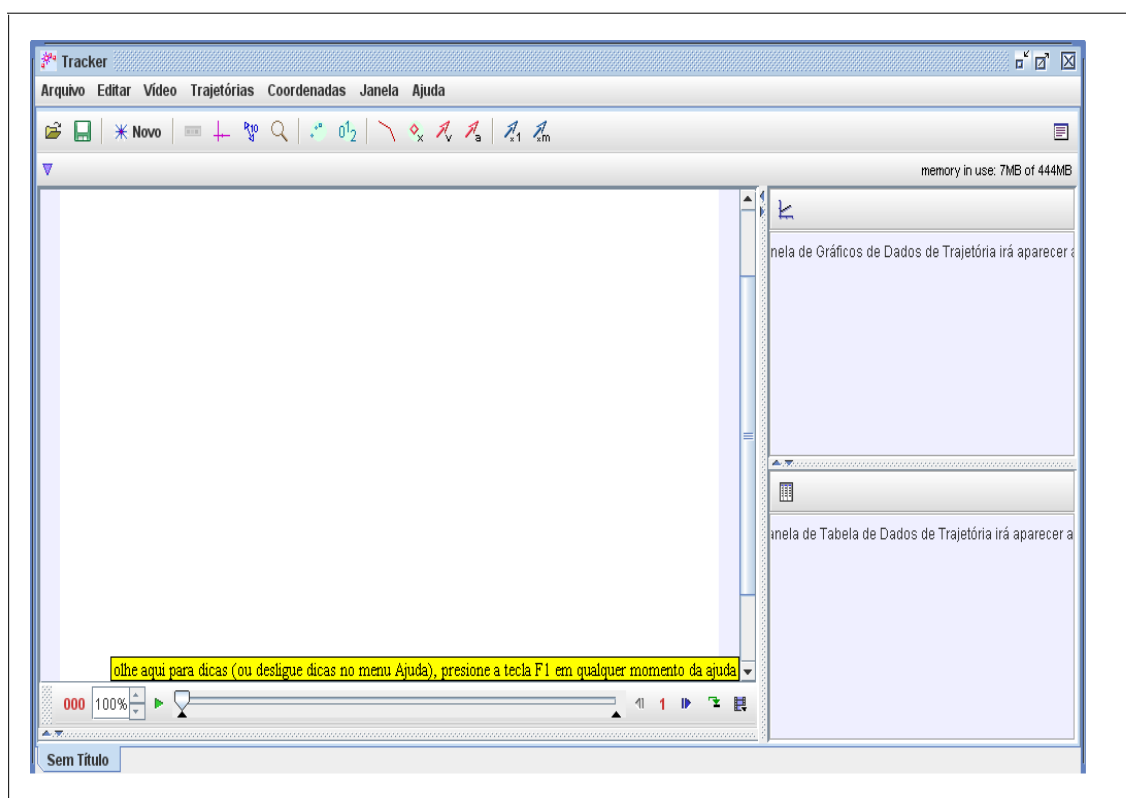 Tracker
Arquivo Editar Vídeo Trajetórias Coordenadas Janela Ajuda
Novo
memory in use: 7MB of 444MB
nela de Gráficos de Dados de Trajetória irá aparecer a
anela de Tabela de Dados de Trajetória irá aparecer a
olhe aqui para dicas (ou desligue dicas no menu Ajuda), presione a tecla F1 em qualquer momento da ajuda
000 100% 1
Sem Título